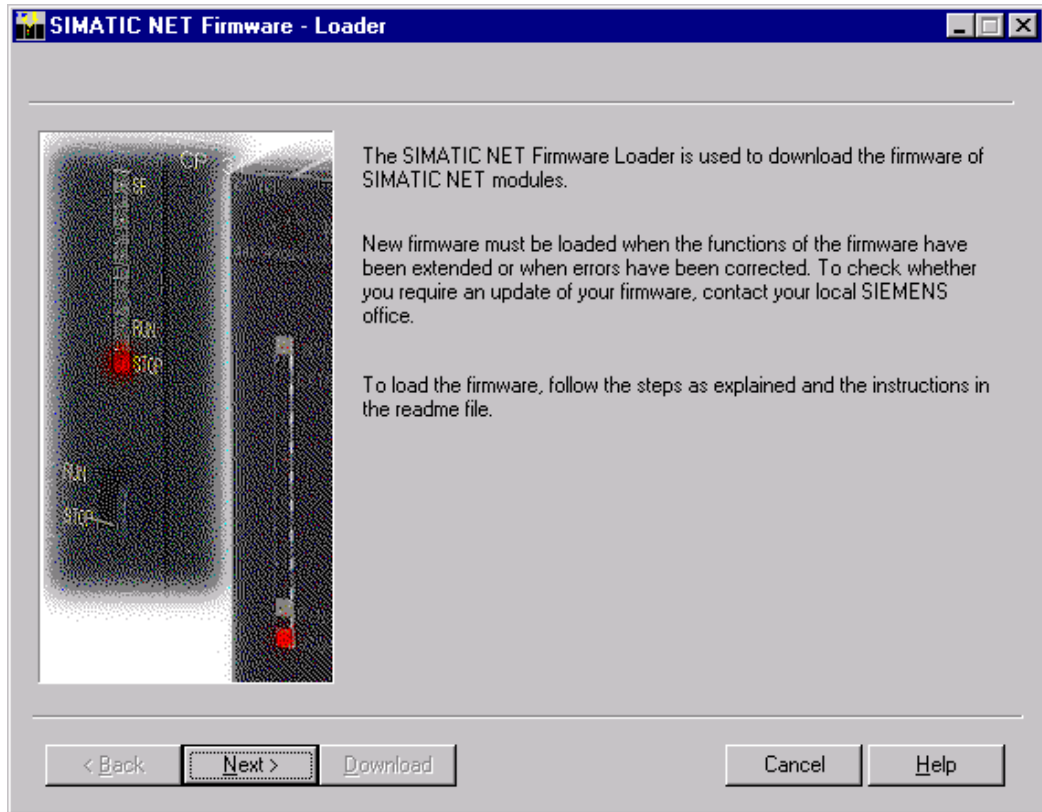 SIMATIC NET Firmware - Loader
The SIMATIC NET Firmware Loader is used to download the firmware of
SIMATIC NET modules.
New firmware must be loaded when the functions of the firmware have
been extended or when errors have been corrected. To check whether
you require an update of your firmware, contact your local SIEMENS
office.
To load the firmware, follow the steps as explained and the instructions in
the readme file.
CP
SF
RUN
STOP
RUN
STOP
< Back
Next >
Download
Cancel
Help